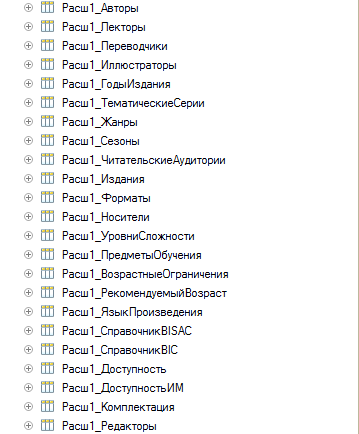 Расш1_Авторы
Расш1_Лекторы
Расш1_Переводчики
Расш1_Иллюстраторы
Расш1_ГодыИздания
Расш1_ТематическиеСерии
Расш1_Жанры
Расш1_Сезоны
Расш1_ЧитательскиеАудитории
Расш1_Издания
Расш1_Форматы
Расш1_Носители
Расш1_УровниСложности
Расш1_ПредметыОбучения
Расш1_ВозрастныеОграничения
Расш1_РекомендуемыйВозраст
Расш1_ЯзыкПроизведения
Расш1_СправочникBISAC
Расш1_СправочникBIC
Расш1_Доступность
Расш1_ДоступностьИМ
Расш1_Комплектация
Расш1_Редакторы